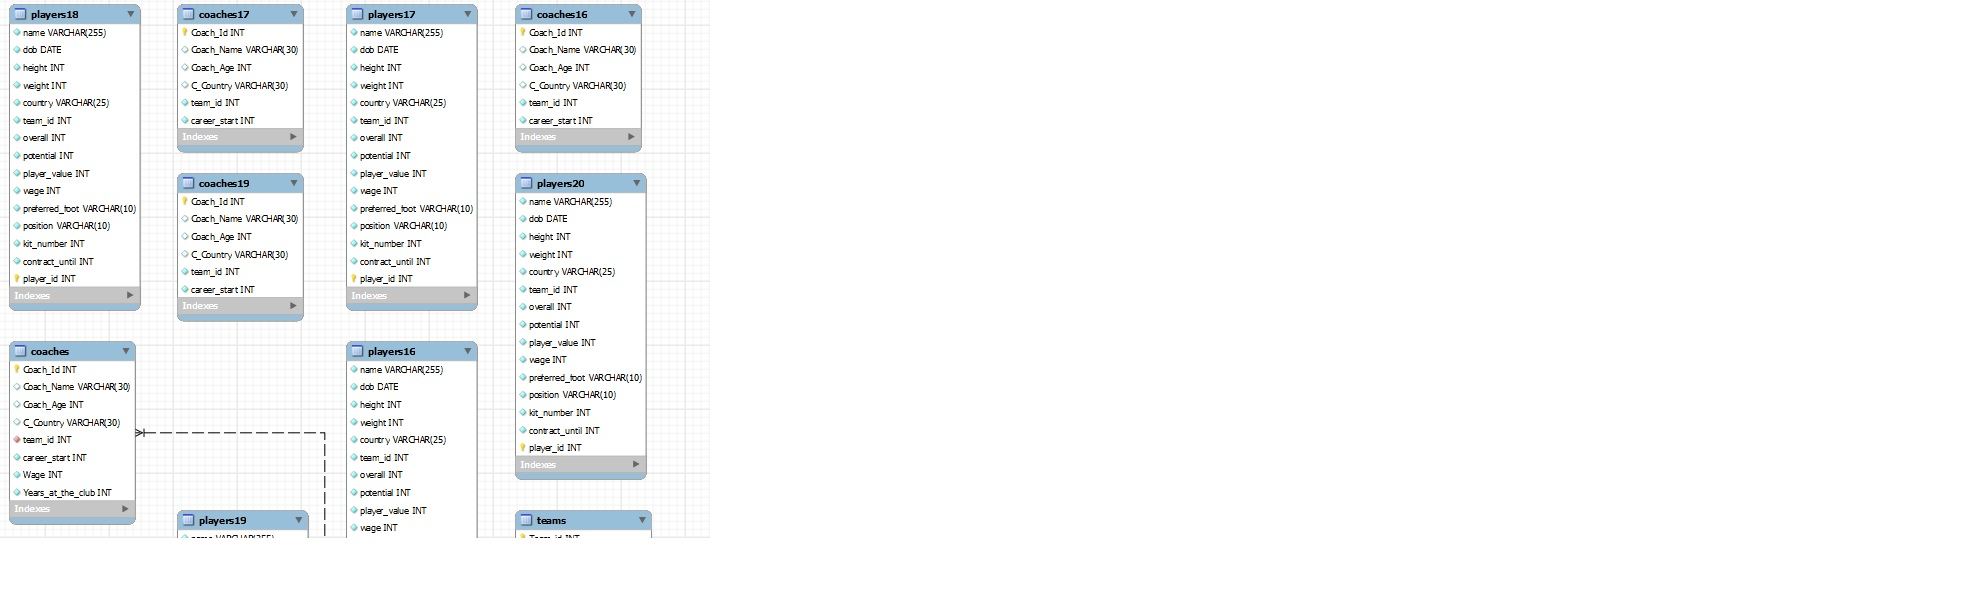 players18
name VARCHAR(255)
dob DATE
height INT
weight INT
country VARCHAR(25)
team_id INT
overall INT
potential INT
player_value INT
wage INT
preferred_foot VARCHAR(10)
position VARCHAR(10)
kit_number INT
contract_until INT
player_id INT
Indexes
coaches17
Coach_Id INT
Coach_Name VARCHAR(30)
Coach_Age INT
C_Country VARCHAR(30)
team_id INT
career_start INT
Indexes
players17
name VARCHAR(255)
dob DATE
height INT
weight INT
country VARCHAR(25)
team_id INT
overall INT
potential INT
player_value INT
wage INT
preferred_foot VARCHAR(10)
position VARCHAR(10)
kit_number INT
contract_until INT
player_id INT
Indexes
coaches16
Coach_Id INT
Coach_Name VARCHAR(30)
Coach_Age INT
C_Country VARCHAR(30)
team_id INT
career_start INT
Indexes
coaches19
Coach_Id INT
Coach_Name VARCHAR(30)
Coach_Age INT
C_Country VARCHAR(30)
team_id INT
career_start INT
Indexes
players20
name VARCHAR(255)
dob DATE
height INT
weight INT
country VARCHAR(25)
team_id INT
overall INT
potential INT
player_value INT
wage INT
preferred_foot VARCHAR(10)
position VARCHAR(10)
kit_number INT
contract_until INT
player_id INT
Indexes
coaches
Coach_Id INT
Coach_Name VARCHAR(30)
Coach_Age INT
C_Country VARCHAR(30)
team_id INT
career_start INT
Wage INT
Years_at_the_club INT
Indexes
players16
name VARCHAR(255)
dob DATE
height INT
weight INT
country VARCHAR(25)
team_id INT
overall INT
potential INT
player_value INT
wage INT
players19
name VARCHAR(255)
teams
Team_id INT